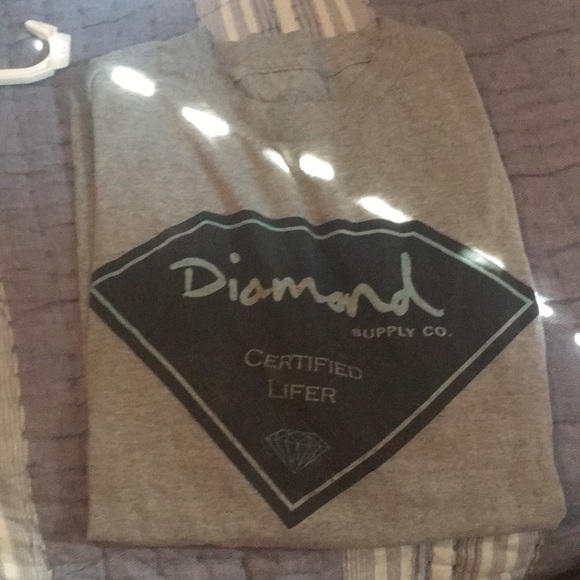 Diamond
SUPPLY CO.
CERTIFIED
LIFER